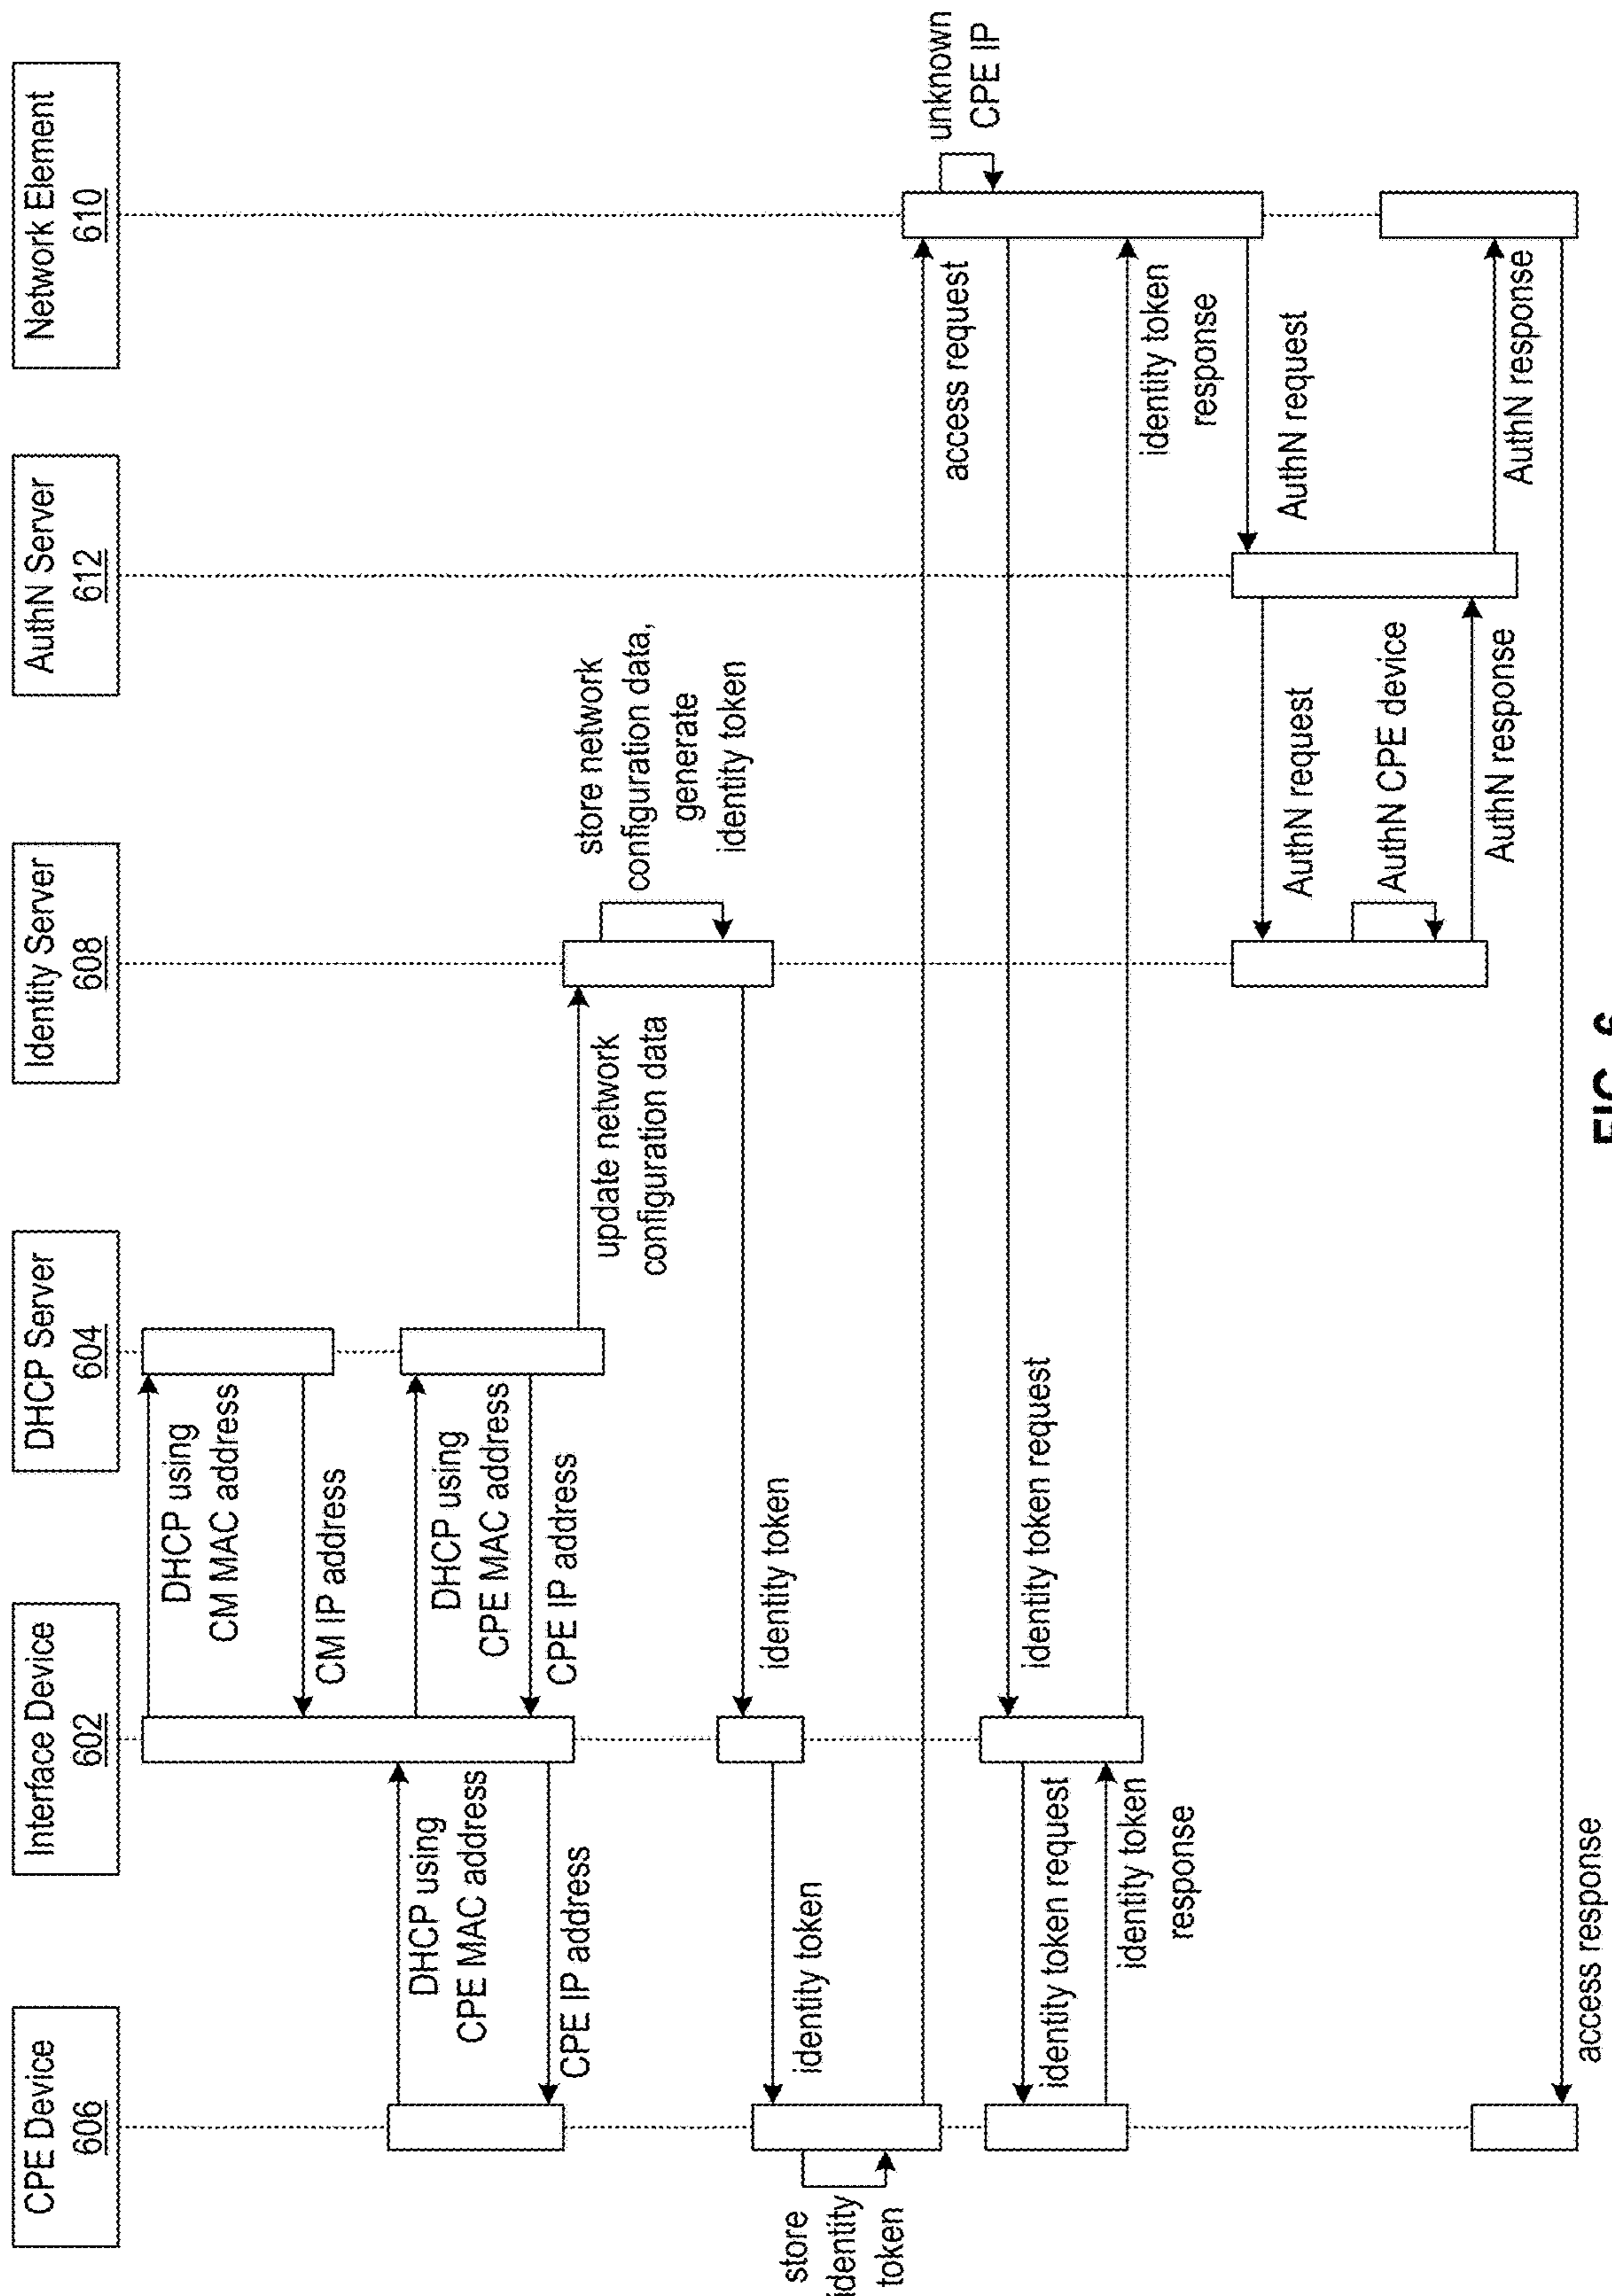 CPE Device
606
Interface Device
602
DHCP Server
604
Identity Server
608
AuthN Server
612
Network Element
610
DHCP using
CM MAC address
CM IP address
DHCP using
CPE MAC address
DHCP using
CPE MAC address
CPE IP address
CPE IP address
update network
configuration data
store network
configuration data,
generate
identity token
identity token
identity token
store
identity
token
access request
unknown
CPE IP
identity token request
identity token request
identity token
response
identity token
response
AuthN request
AuthN request
AuthN CPE device
AuthN response
AuthN response
access response
FIG. 6